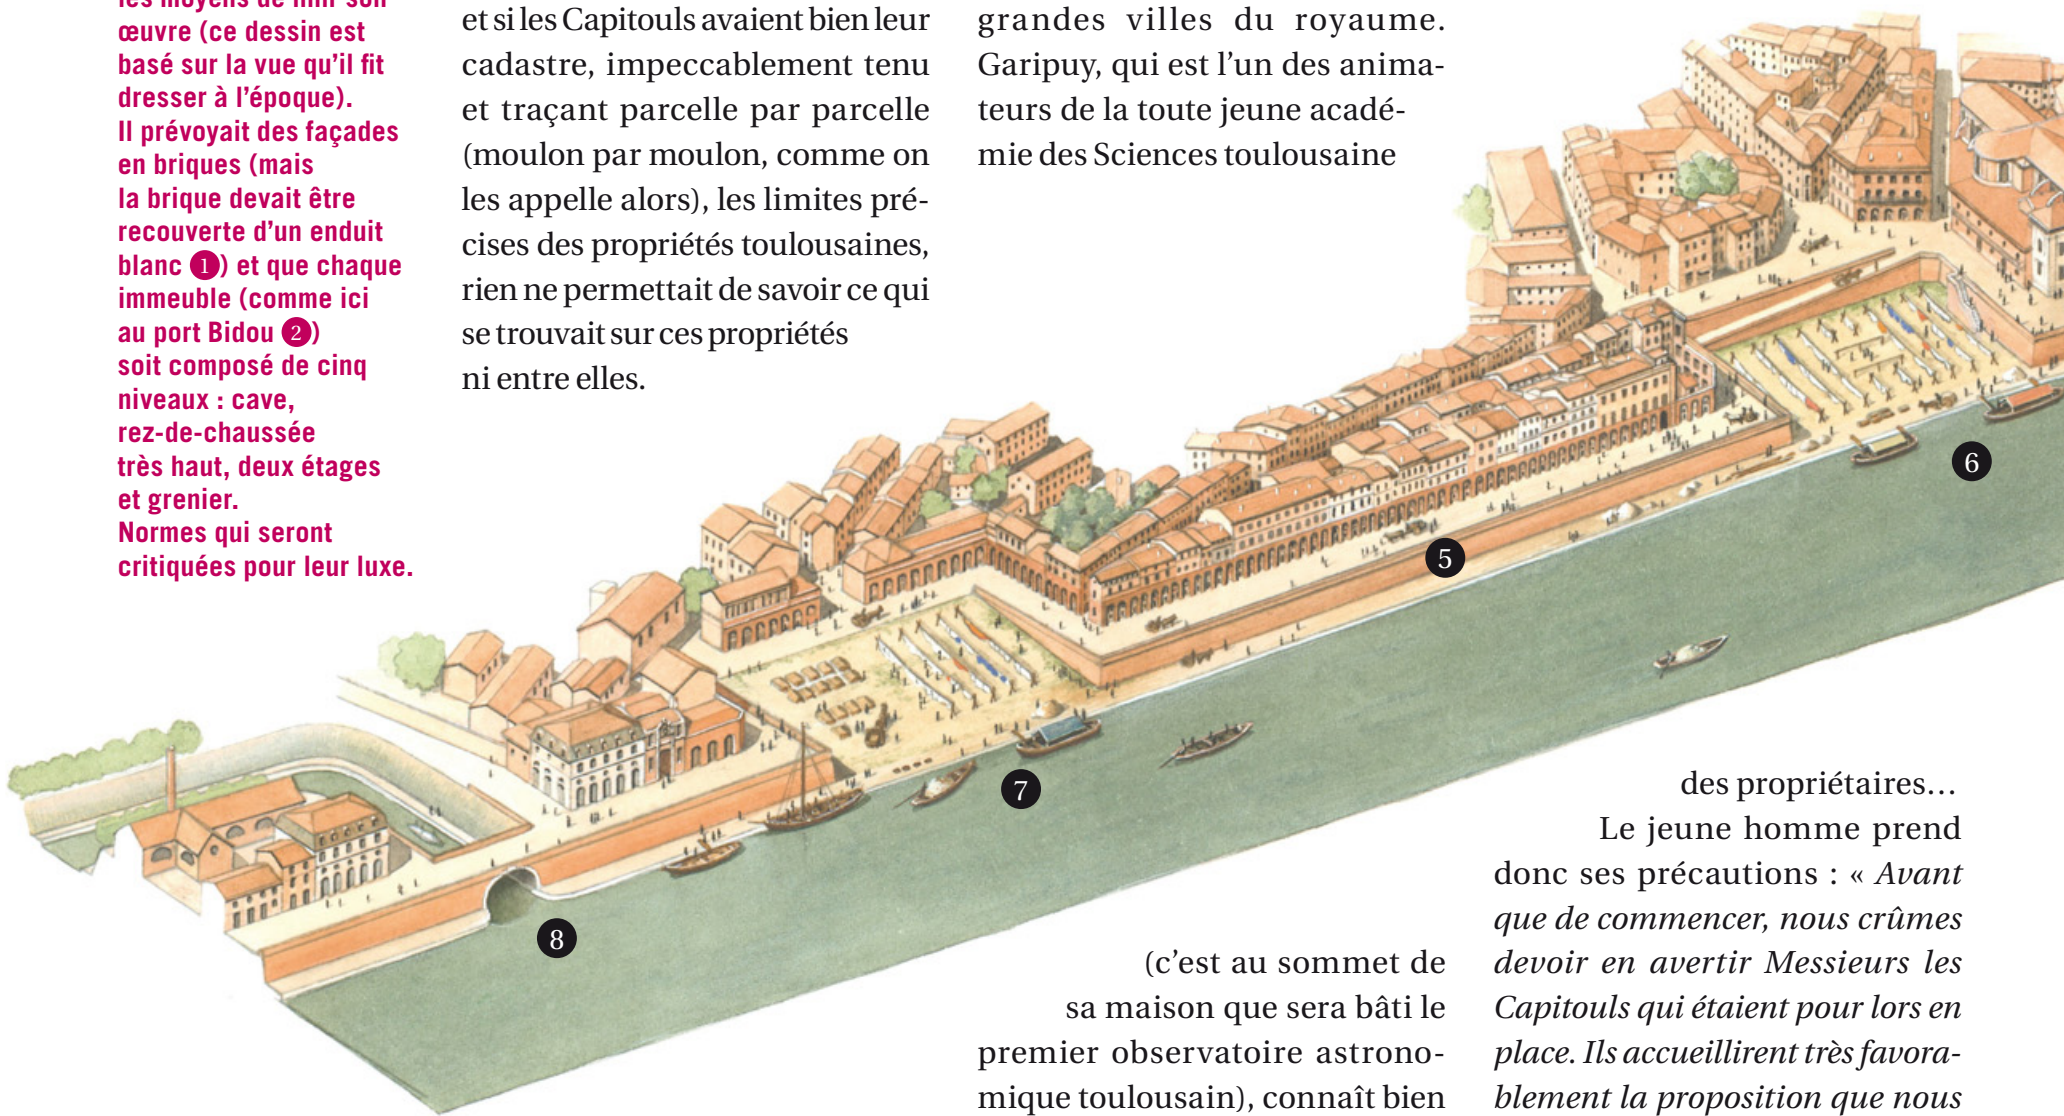 œuvre (ce dessin est
basé sur la vue qu'il fit
dresser à l'époque).
Il prévoyait des façades
en briques (mais
la brique devait être
recouverte d'un enduit
blanc 1) et que chaque
immeuble (comme ici
au port Bidou 2)
soit composé de cinq
niveaux : cave,
rez-de-chaussée
très haut, deux étages
et grenier.
Normes qui seront
critiquées pour leur luxe.
et si les Capitouls avaient bien leur
cadastre, impeccablement tenu
et traçant parcelle par parcelle
(moulon par moulon, comme on
les appelle alors), les limites pré-
cises des propriétés toulousaines,
rien ne permettait de savoir ce qui
se trouvait sur ces propriétés
ni entre elles.
grandes villes du royaume.
Garipuy, qui est l'un des anima-
teurs de la toute jeune acadé-
mie des Sciences toulousaine
(c'est au sommet de
sa maison que sera bâti le
premier observatoire astrono-
mique toulousain), connaît bien
des propriétaires…
Le jeune homme prend
donc ses précautions : « Avant
que de commencer, nous crûmes
devoir en avertir Messieurs les
Capitouls qui étaient pour lors en
place. Ils accueillirent très favora-
blement la proposition que nous
5
6
7
8